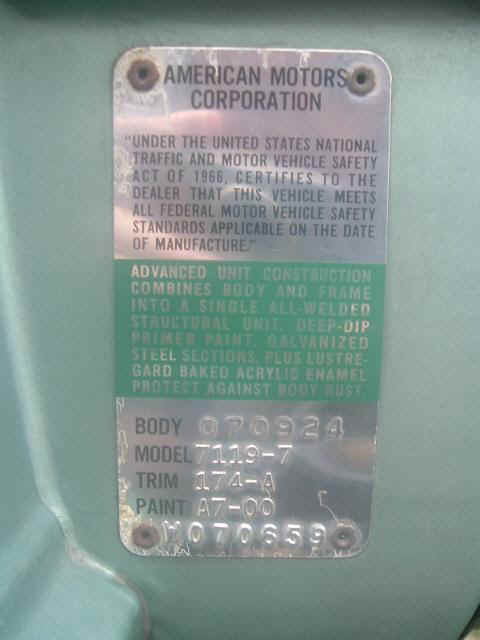 AMERICAN MOTORS
CORPORATION
"UNDER THE UNITED STATES NATIONAL
TRAFFIC AND MOTOR VEHICLE SAFETY
ACT OF 1966, CERTIFIES TO THE
DEALER THAT THIS VEHICLE MEETS
ALL FEDERAL MOTOR VEHICLE SAFETY
STANDARDS APPLICABLE ON THE DATE
OF MANUFACTURE."
ADVANCED UNIT CONSTRUCTION
COMBINES BODY AND FRAME
INTO A SINGLE ALL-WELDED
STRUCTURAL UNIT. DEEP-DIP
PRIMER PAINT, GALVANIZED
STEEL SECTIONS, PLUS LUSTRE-
GARD BAKED ACRYLIC ENAMEL
PROTECT AGAINST BODY RUST.
BODY 070924
MODEL 7119-7
TRIM 174-A
PAINT A7-00
H070659